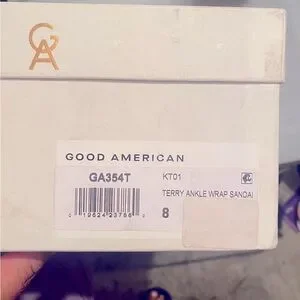 GA
GOOD AMERICAN
GA354T
KT01
TERRY ANKLE WRAP SANDAL
8